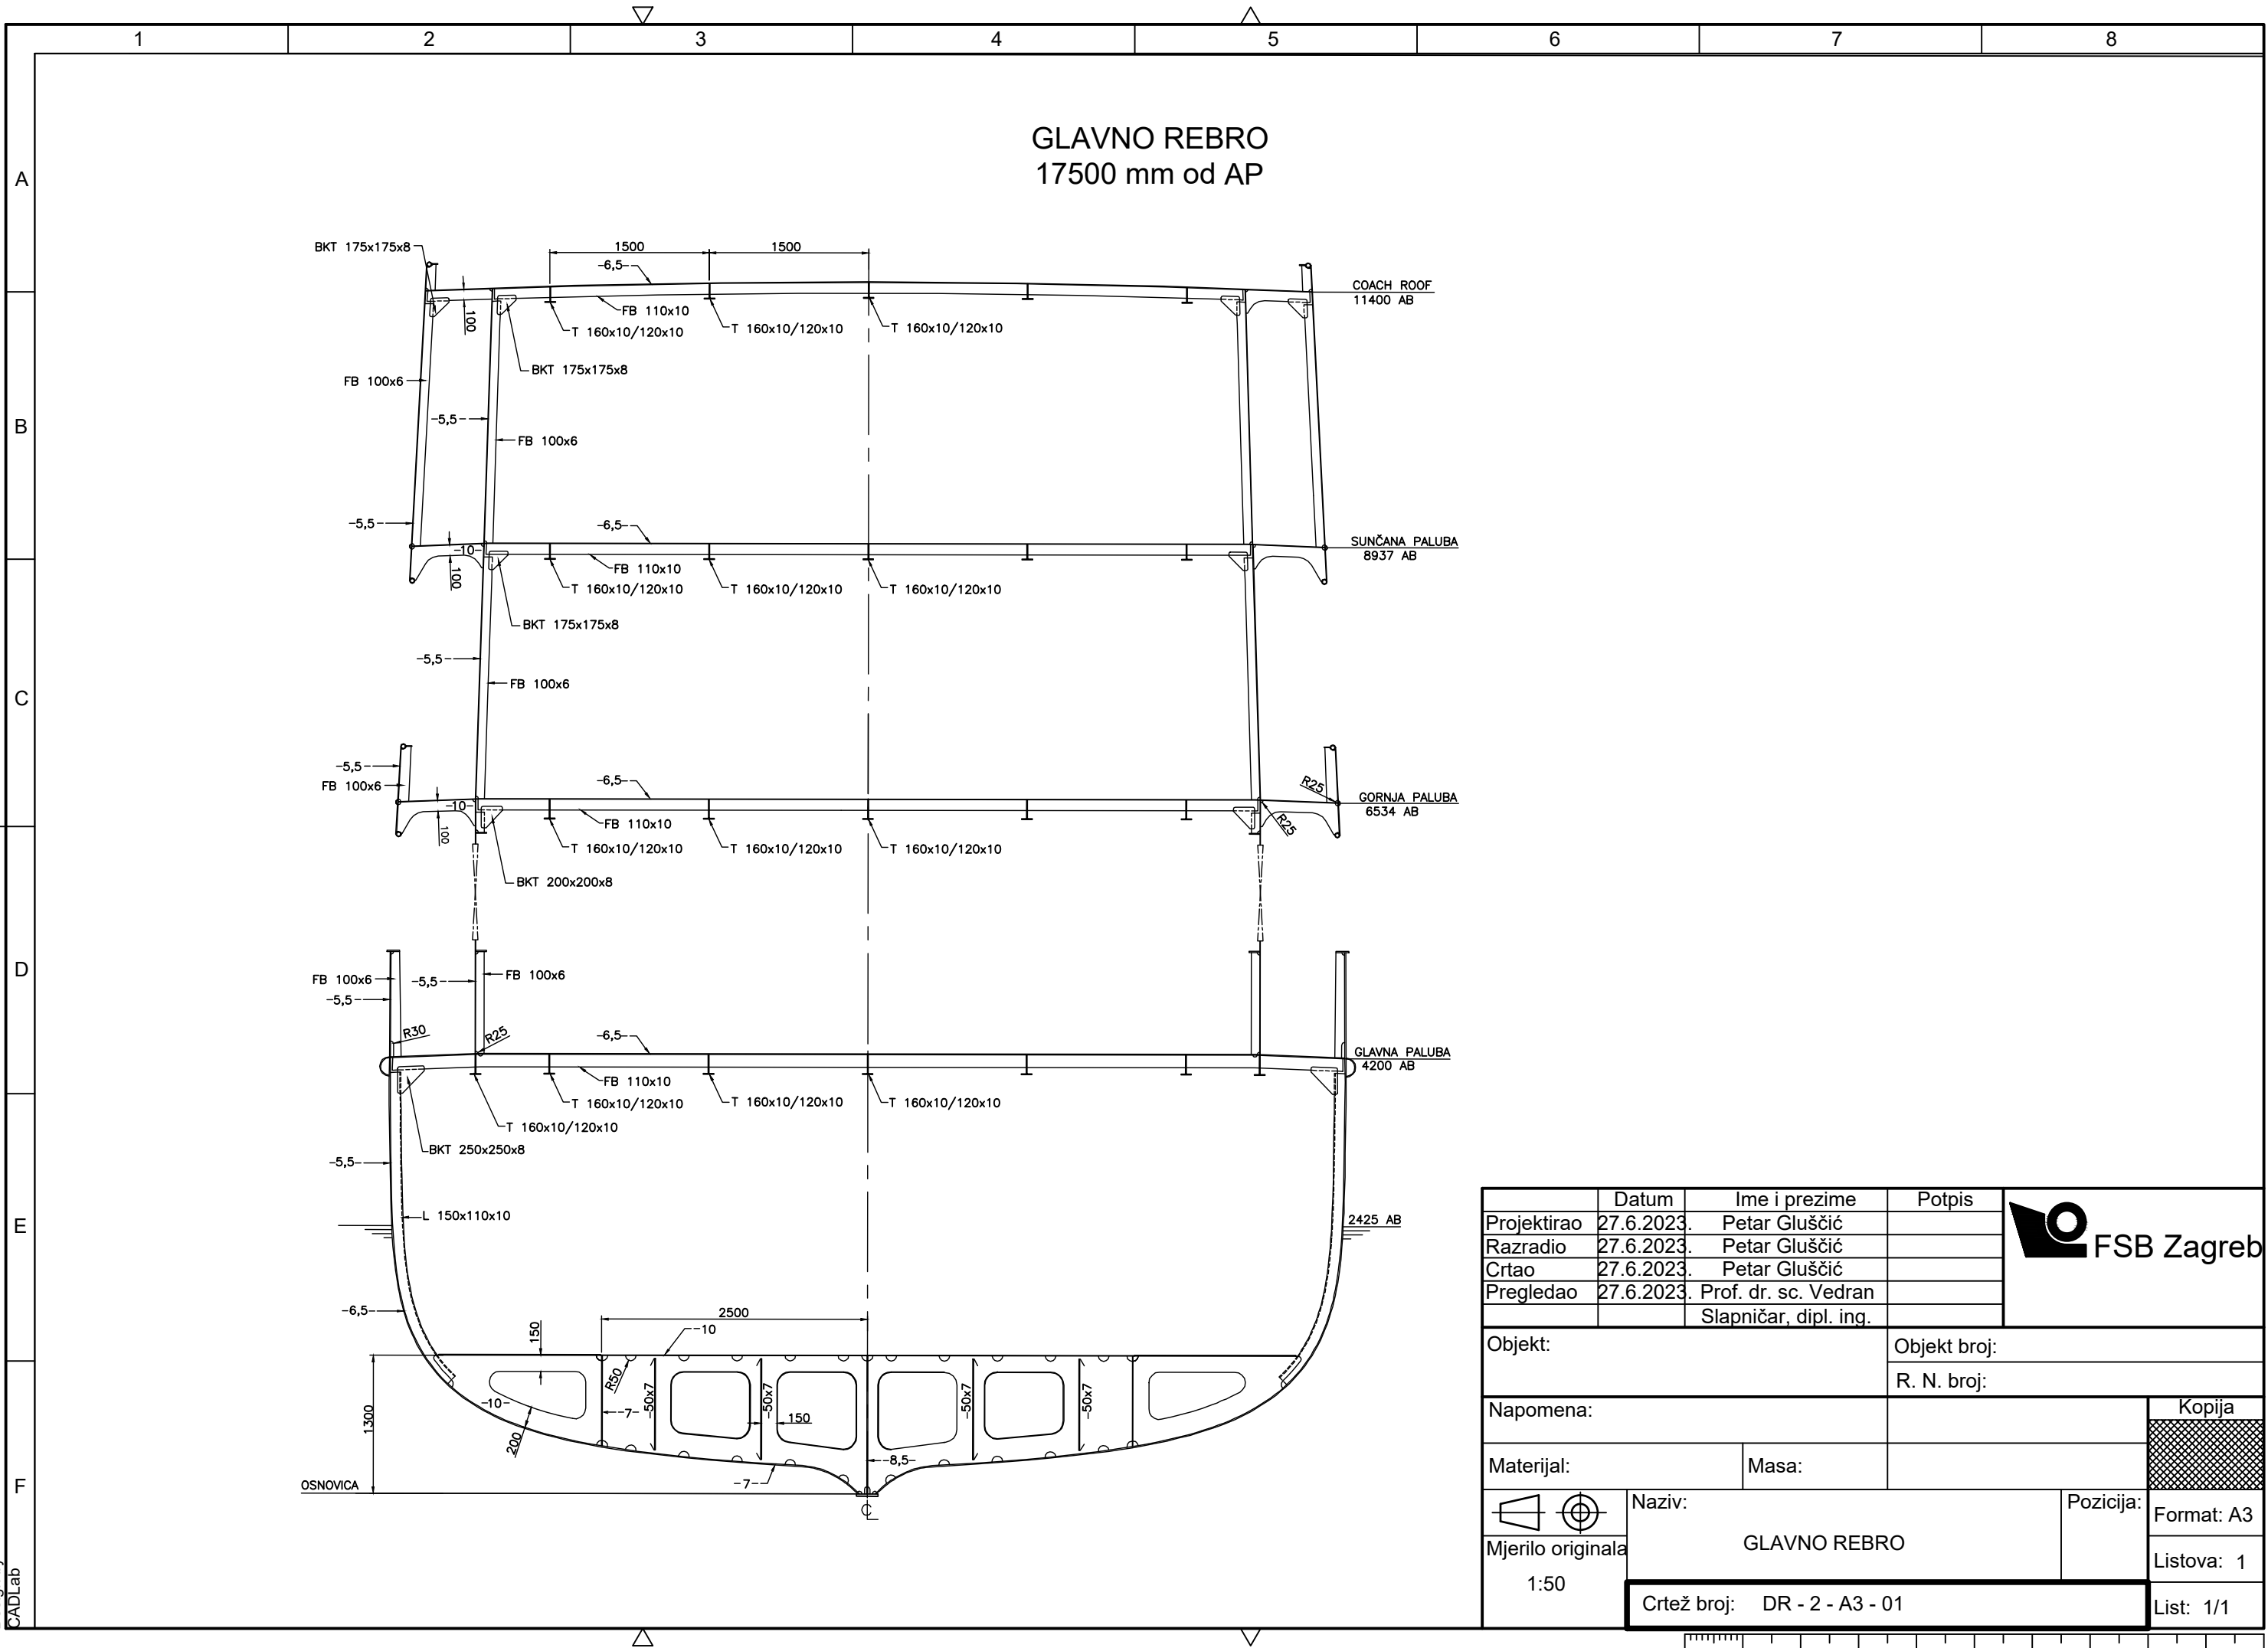 1 2 3 4 5 6 7 8
A
B
C
D
E
F
GLAVNO REBRO
17500 mm od AP
BKT 175x175x8
1500
1500
-6,5-
COACH ROOF
11400 AB
100
FB 110x10
T 160x10/120x10
T 160x10/120x10
T 160x10/120x10
BKT 175x175x8
FB 100x6
-5,5-
FB 100x6
-5,5-
-6,5-
-10-
100
SUNČANA PALUBA
8937 AB
FB 110x10
T 160x10/120x10
T 160x10/120x10
T 160x10/120x10
BKT 175x175x8
-5,5-
FB 100x6
-5,5-
FB 100x6
-6,5-
-10-
100
R25
R25
GORNJA PALUBA
6534 AB
FB 110x10
T 160x10/120x10
T 160x10/120x10
T 160x10/120x10
BKT 200x200x8
FB 100x6
-5,5-
-5,5-
FB 100x6
R30
R25
-6,5-
GLAVNA PALUBA
4200 AB
FB 110x10
T 160x10/120x10
T 160x10/120x10
T 160x10/120x10
T 160x10/120x10
BKT 250x250x8
-5,5-
L 150x110x10
2425 AB
-6,5-
2500
-10
150
R50
-50x7
-50x7
-50x7
-50x7
-10-
-7-
150
200
1300
-8,5-
-7-
OSNOVICA
Datum Ime i prezime Potpis
Projektirao 27.6.2023. Petar Gluščić
Razradio 27.6.2023. Petar Gluščić
Crtao 27.6.2023. Petar Gluščić
Pregledao 27.6.2023. Prof. dr. sc. Vedran
Slapničar, dipl. ing.
FSB Zagreb
Objekt:
Objekt broj:
R. N. broj:
Napomena:
Kopija
Materijal:
Masa:
Naziv:
GLAVNO REBRO
Pozicija:
Format: A3
Mjerilo originala
1:50
Listova: 1
Crtež broj: DR - 2 - A3 - 01
List: 1/1
CADLab